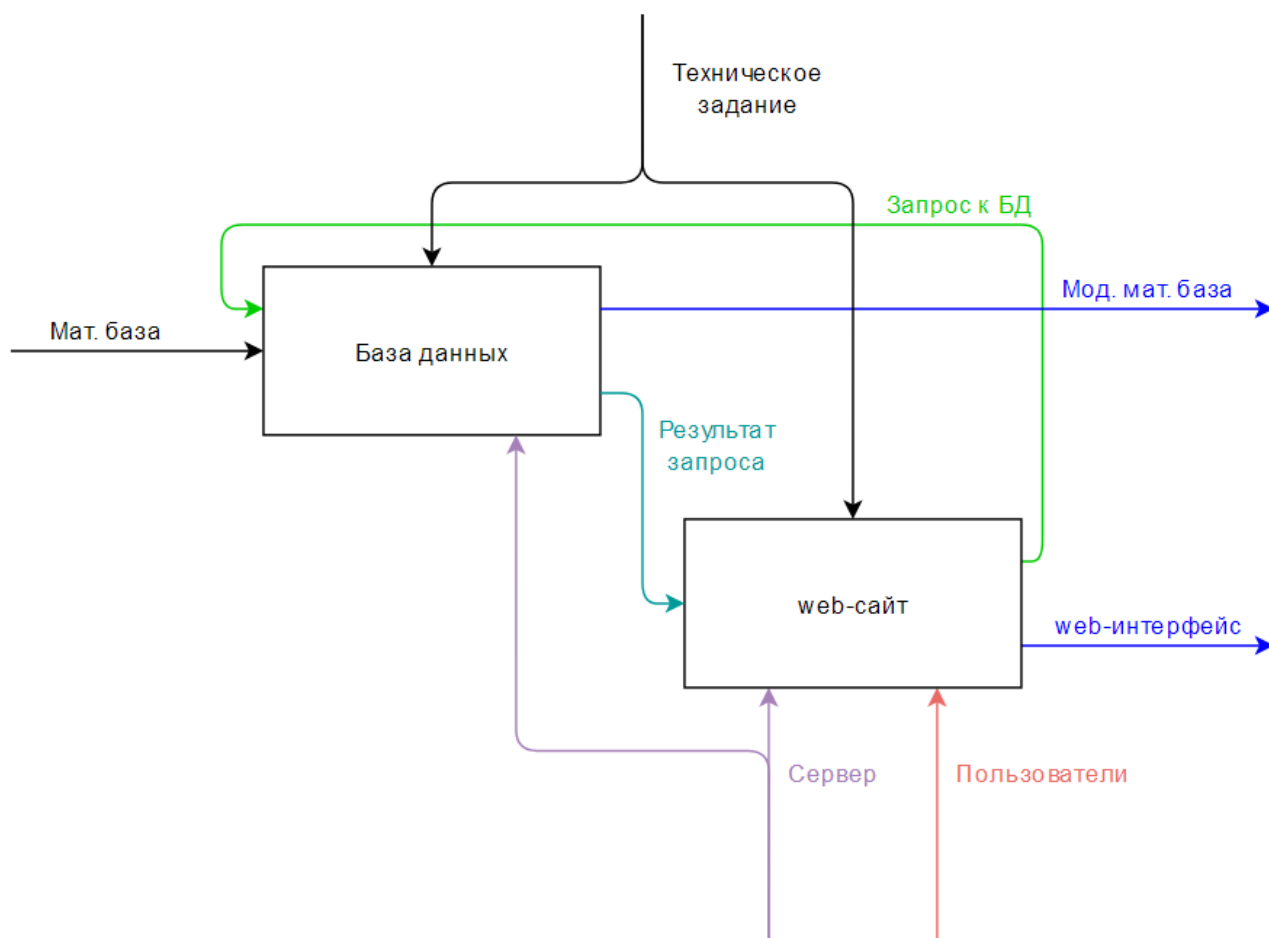 Техническое
задание
Запрос к БД
Мод. мат. база
Мат. база
База данных
Результат
запроса
web-сайт
web-интерфейс
Сервер
Пользователи